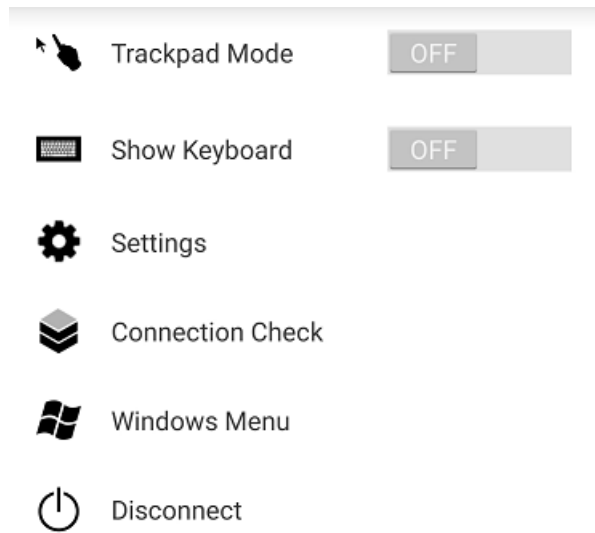 Trackpad Mode OFF
Show Keyboard OFF
Settings
Connection Check
Windows Menu
Disconnect